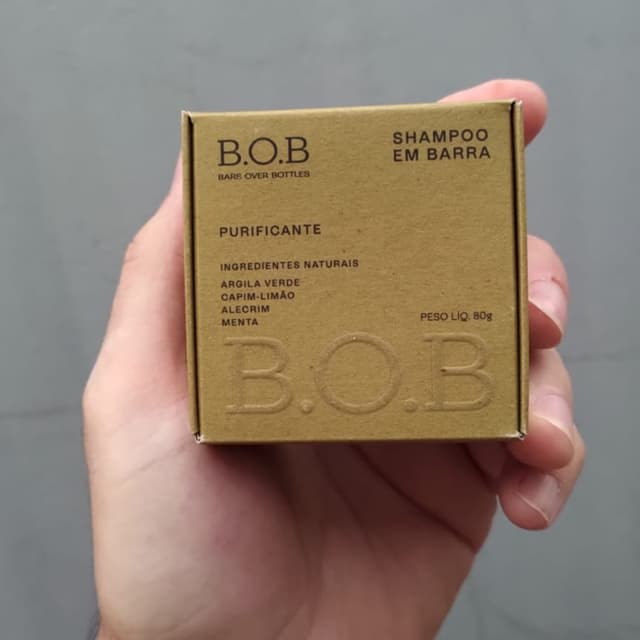 B.O.B
BARS OVER BOTTLES
SHAMPOO
EM BARRA
PURIFICANTE
INGREDIENTES NATURAIS
ARGILA VERDE
CAPIM-LIMÃO
ALECRIM
MENTA
PESO LÍQ. 80g
B.O.B